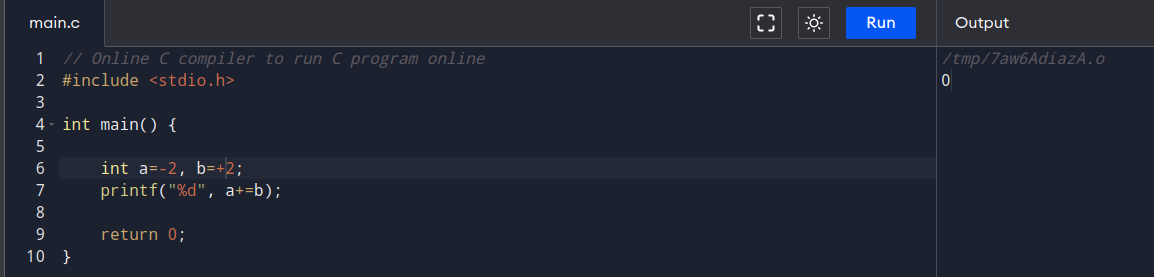 main.c Run Output
1 // Online C compiler to run C program online /tmp/7aw6AdiazA.o
2 #include <stdio.h> 0
3
4 int main() {
5
6     int a=-2, b=+2;
7     printf("%d", a+=b);
8
9     return 0;
10 }